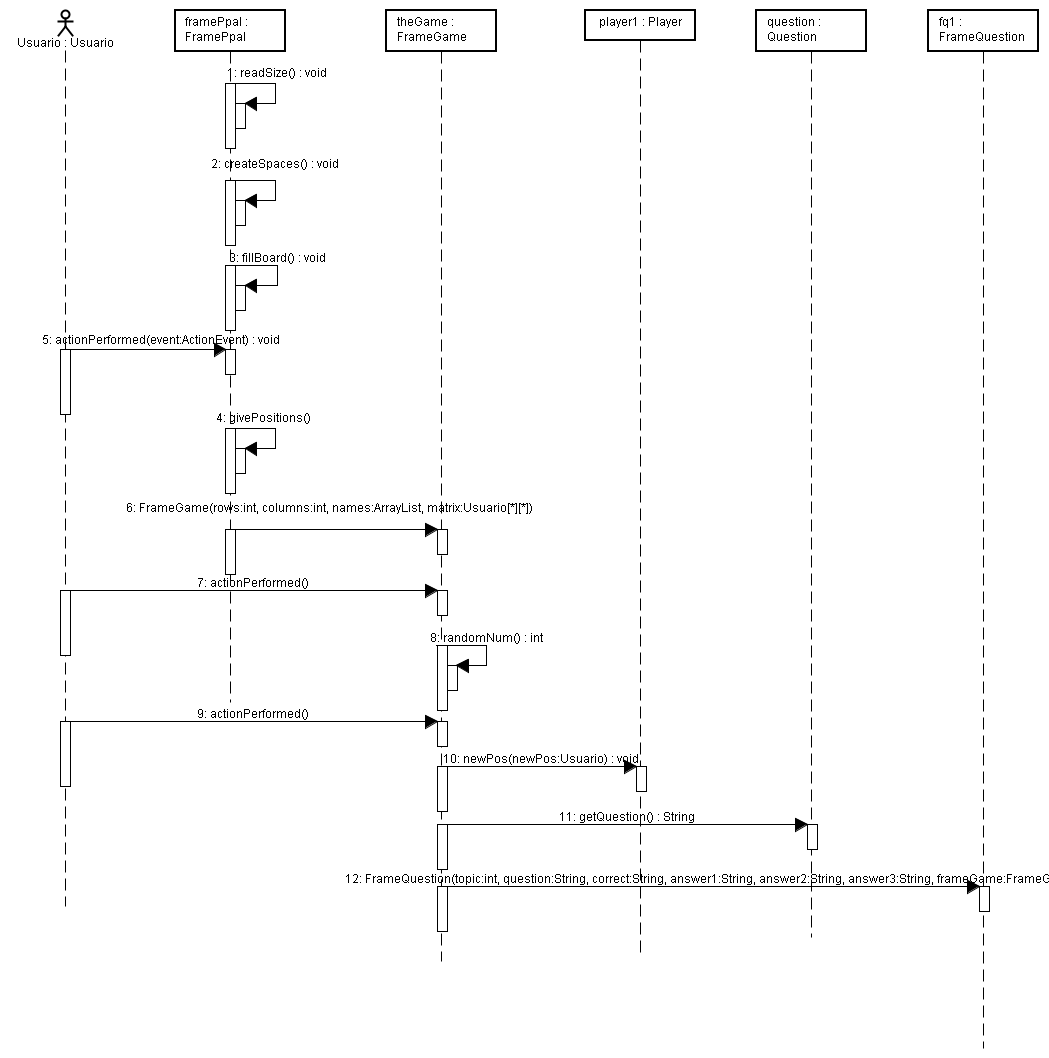 Usuario : Usuario
framePpal :
FramePpal
theGame :
FrameGame
player1 : Player
question :
Question
fq1 :
FrameQuestion
1: readSize() : void
2: createSpaces() : void
3: fillBoard() : void
5: actionPerformed(event:ActionEvent) : void
4: givePositions()
6: FrameGame(rows:int, columns:int, names:ArrayList, matrix:Usuario[*][*])
7: actionPerformed()
8: randomNum() : int
9: actionPerformed()
10: newPos(newPos:Usuario) : void
11: getQuestion() : String
12: FrameQuestion(topic:int, question:String, correct:String, answer1:String, answer2:String, answer3:String, frameGame:FrameG